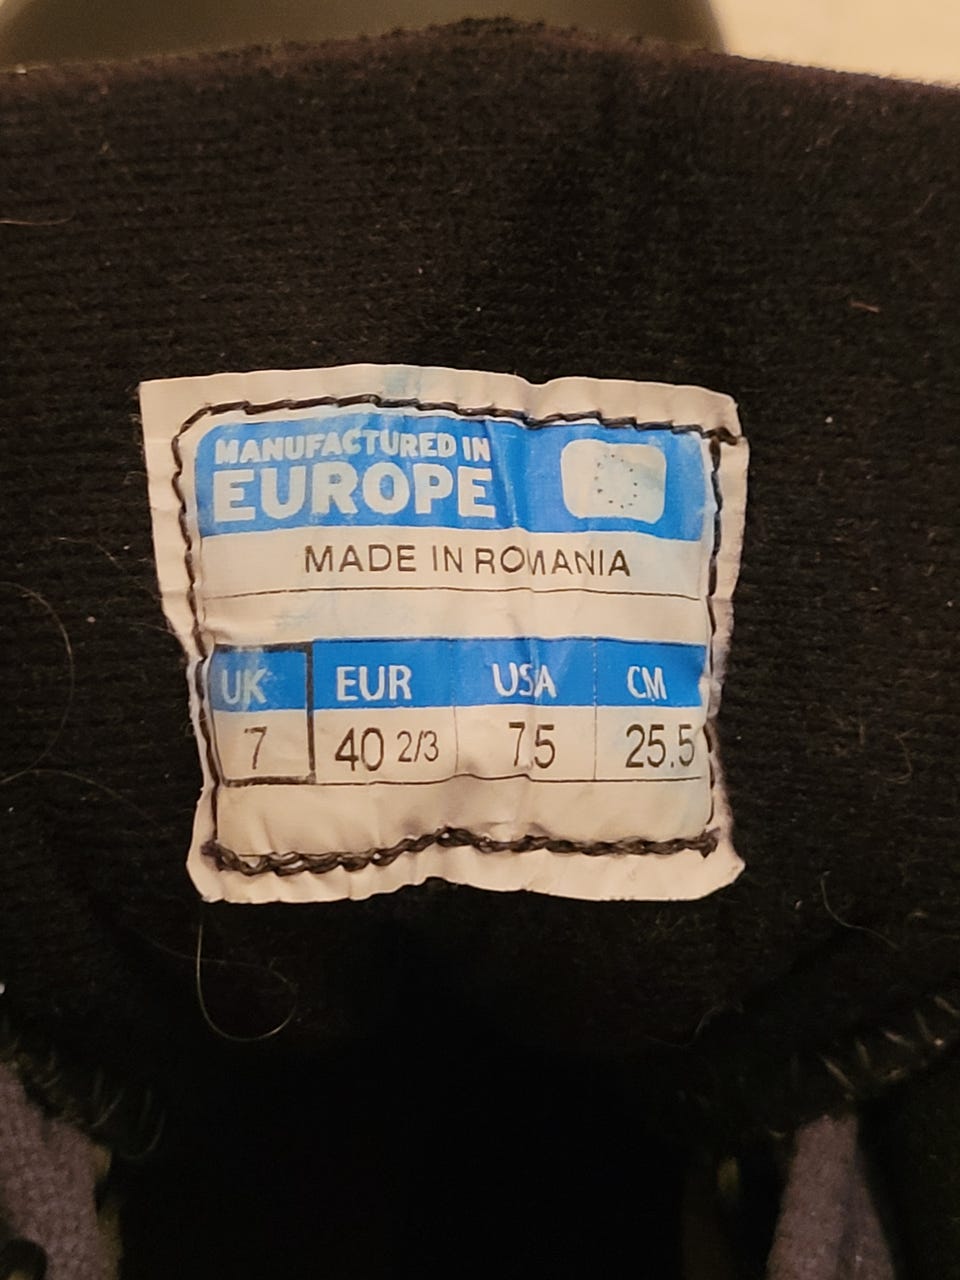 MANUFACTURED IN
EUROPE
MADE IN ROMANIA
UK EUR USA CM
7 40 2/3 7.5 25.5